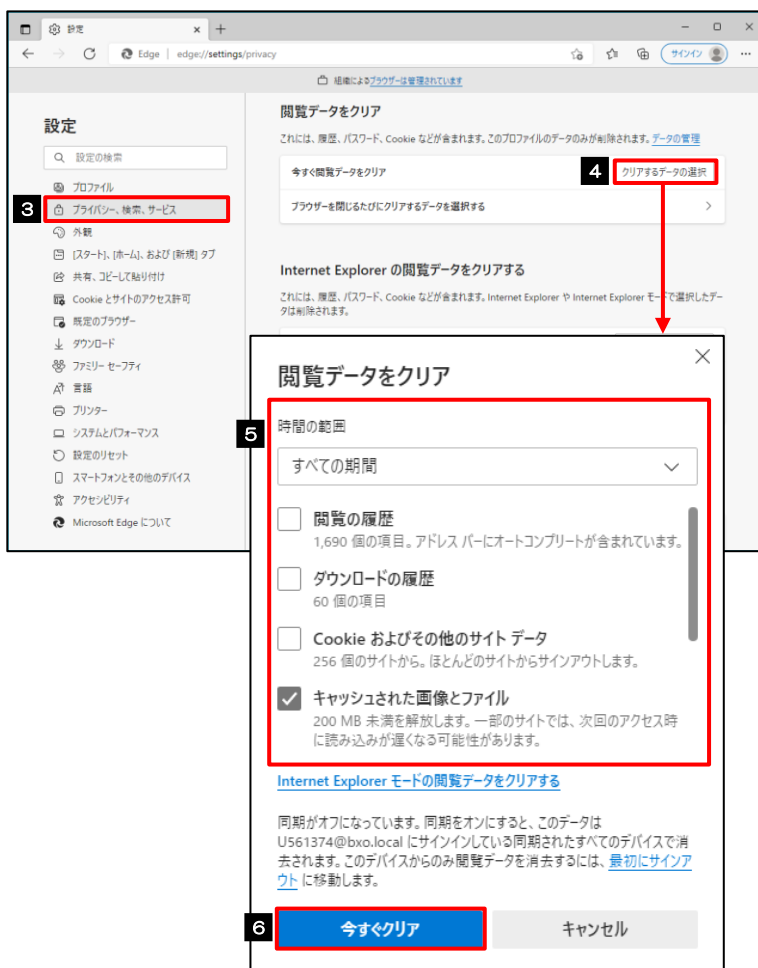 設定
Edge | edge://settings/privacy
サインイン
組織によるブラウザーは管理されています
設定
設定の検索
プロファイル
3
プライバシー、検索、サービス
外観
[スタート]、[ホーム]、および [新規] タブ
共有、コピーして貼り付け
Cookie とサイトのアクセス許可
既定のブラウザー
ダウンロード
ファミリー セーフティ
言語
プリンター
システムとパフォーマンス
設定のリセット
スマートフォンとその他のデバイス
アクセシビリティ
Microsoft Edge について
閲覧データをクリア
これには、履歴、パスワード、Cookie などが含まれます。このプロファイルのデータのみが削除されます。データの管理
今すぐ閲覧データをクリア
4
クリアするデータの選択
ブラウザーを閉じるたびにクリアするデータを選択する
Internet Explorer の閲覧データをクリアする
これには、履歴、パスワード、Cookie などが含まれます。Internet Explorer や Internet Explorer モードで選択したデー
タは削除されます。
閲覧データをクリア
5
時間の範囲
すべての期間
閲覧の履歴
1,690 個の項目。アドレス バーにオートコンプリートが含まれています。
ダウンロードの履歴
60 個の項目
Cookie およびその他のサイト データ
256 個のサイトから。ほとんどのサイトからサインアウトします。
キャッシュされた画像とファイル
200 MB 未満を解放します。一部のサイトでは、次回のアクセス時
に読み込みが遅くなる可能性があります。
Internet Explorer モードの閲覧データをクリアする
同期がオフになっています。同期をオンにすると、このデータは
U561374@bxo.local にサインインしている同期されたすべてのデバイスで消
去されます。このデバイスからのみ閲覧データを消去するには、最初にサインア
ウト に移動します。
6
今すぐクリア
キャンセル